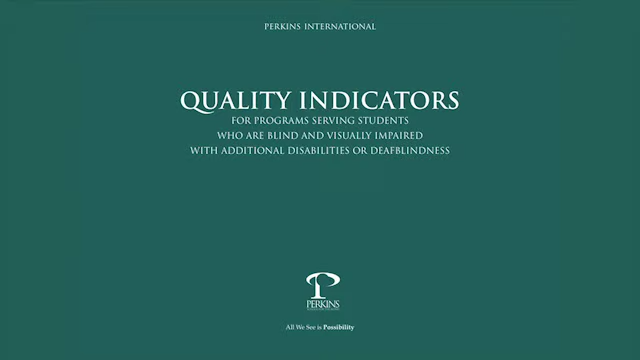 PERKINS INTERNATIONAL
QUALITY INDICATORS
FOR PROGRAMS SERVING STUDENTS
WHO ARE BLIND AND VISUALLY IMPAIRED
WITH ADDITIONAL DISABILITIES OR DEAFBLINDNESS
PERKINS
All We See is Possibility